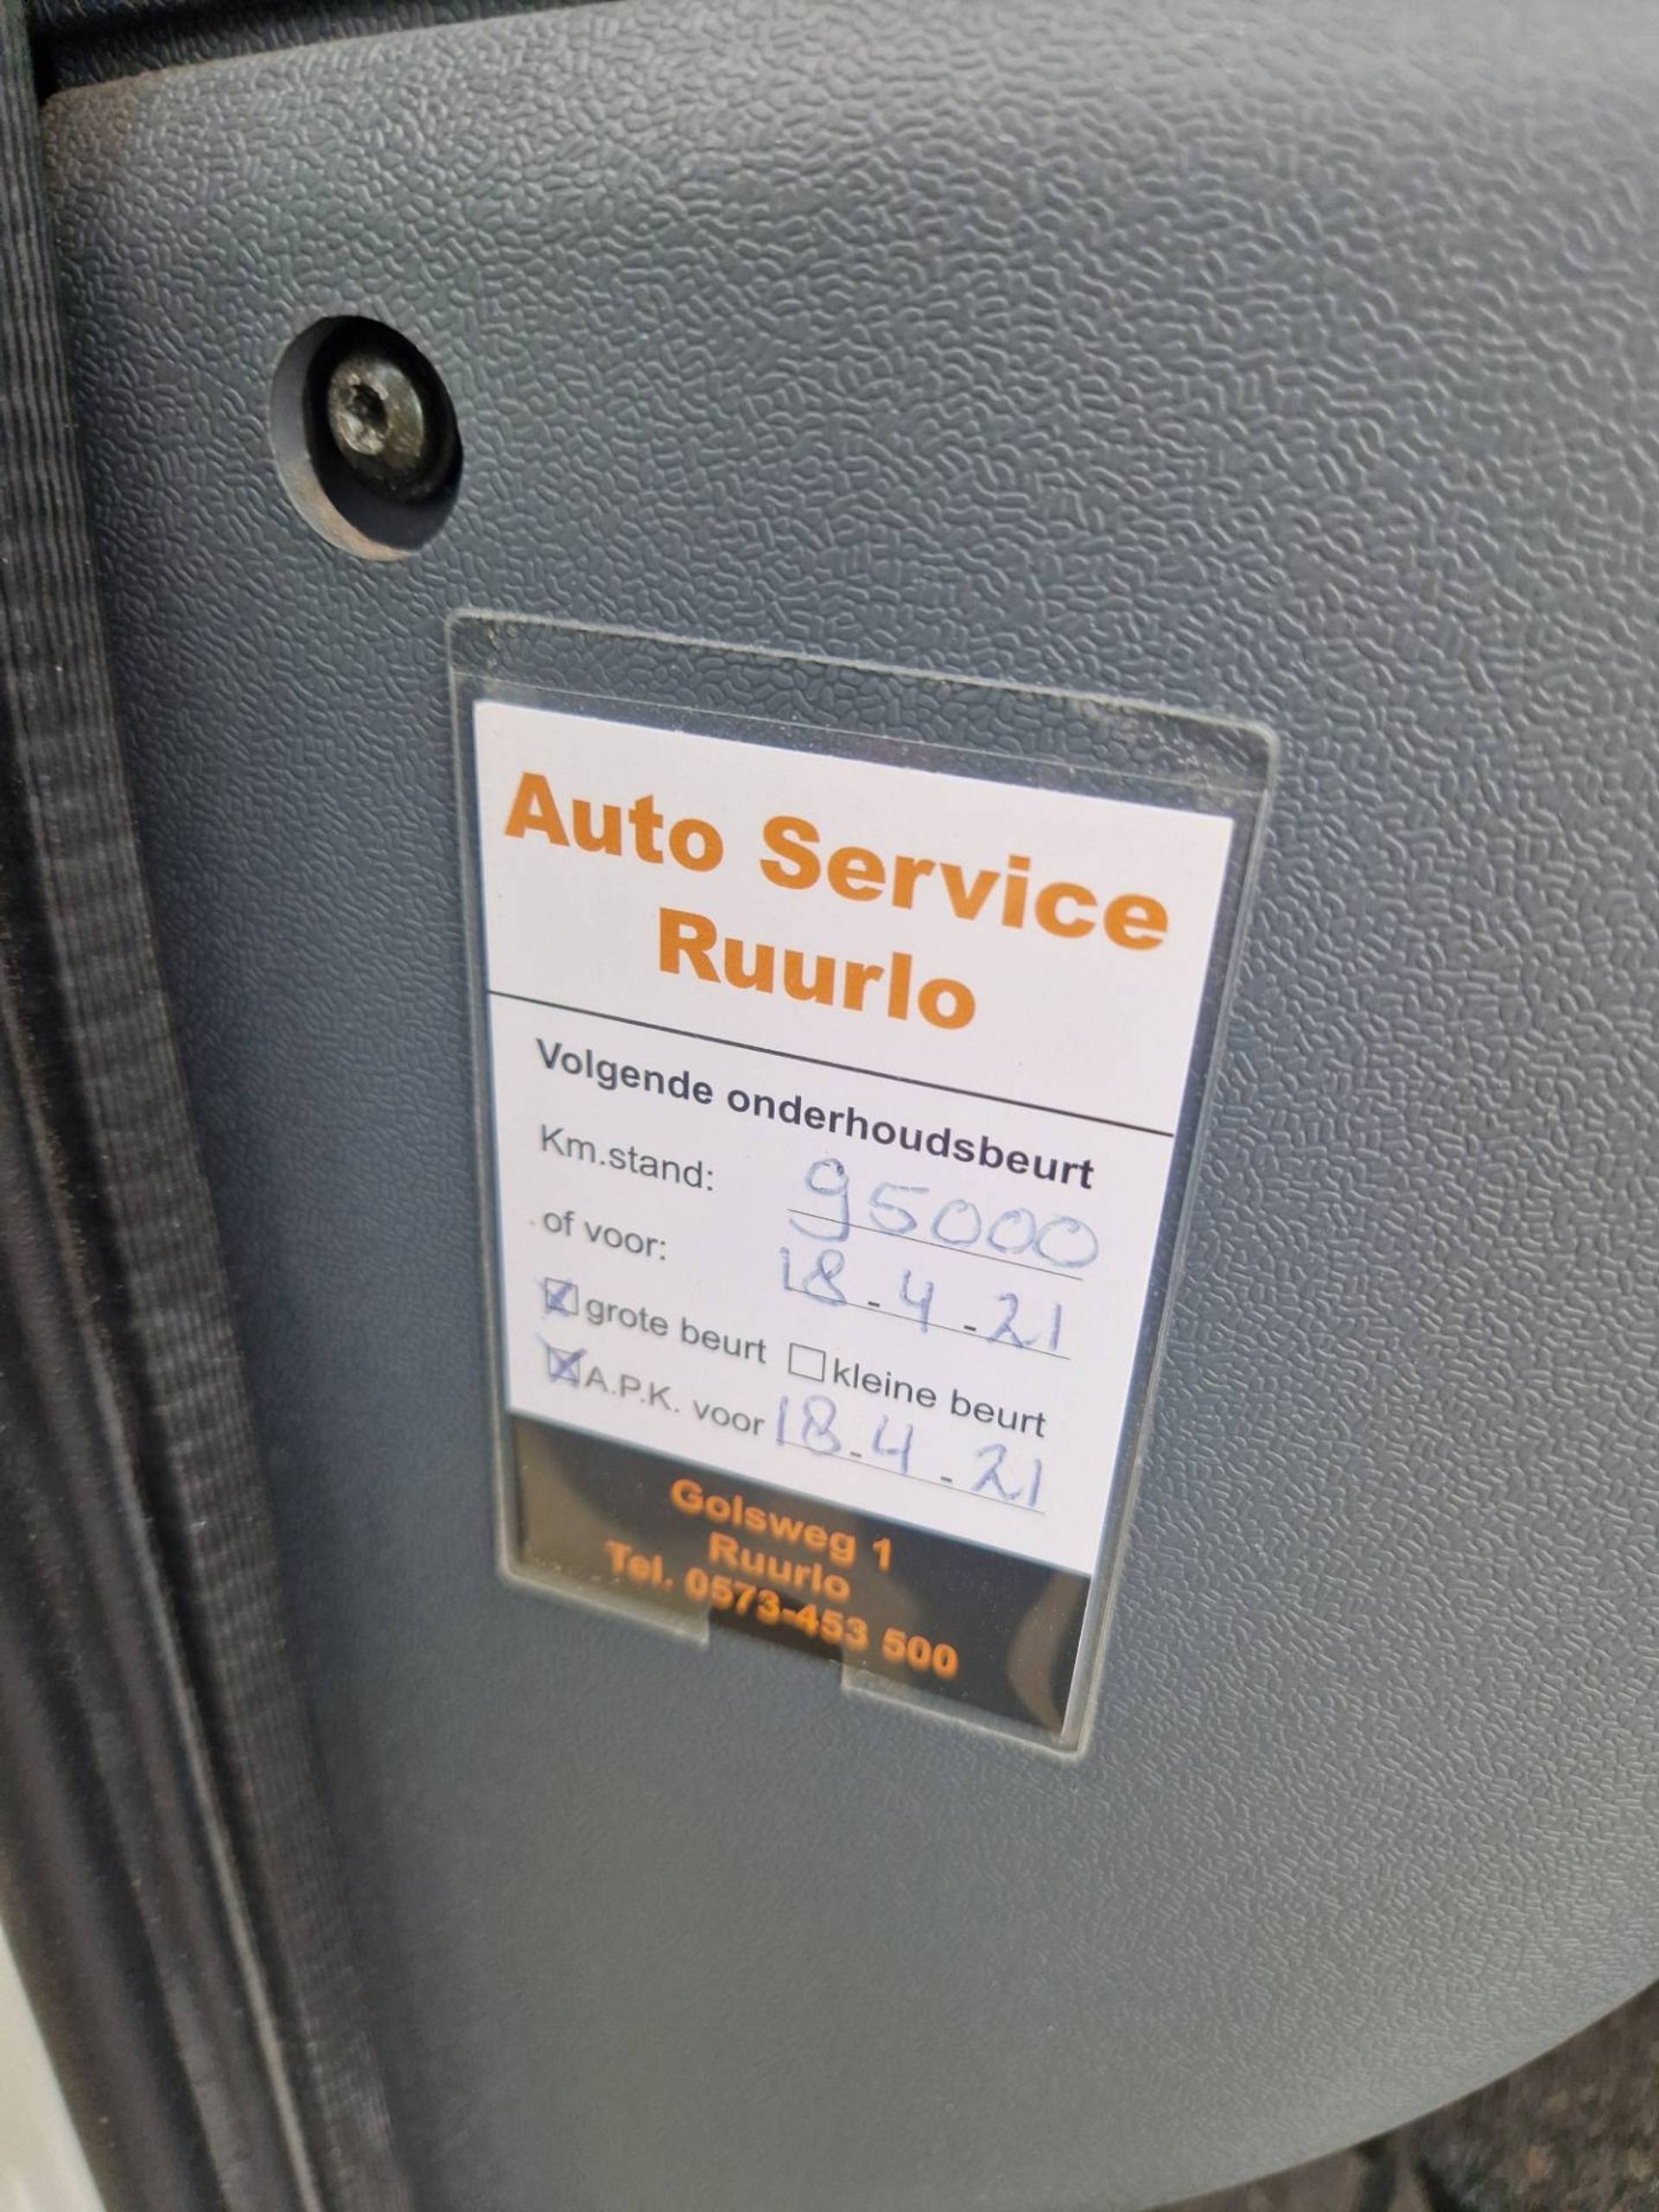 Auto Service
Ruurlo
Volgende onderhoudsbeurt
Km.stand: 95000
of voor: 18-4-21
grote beurt kleine beurt
A.P.K. voor 18-4-21
Golsweg 1
Ruurlo
Tel. 0573-453 500